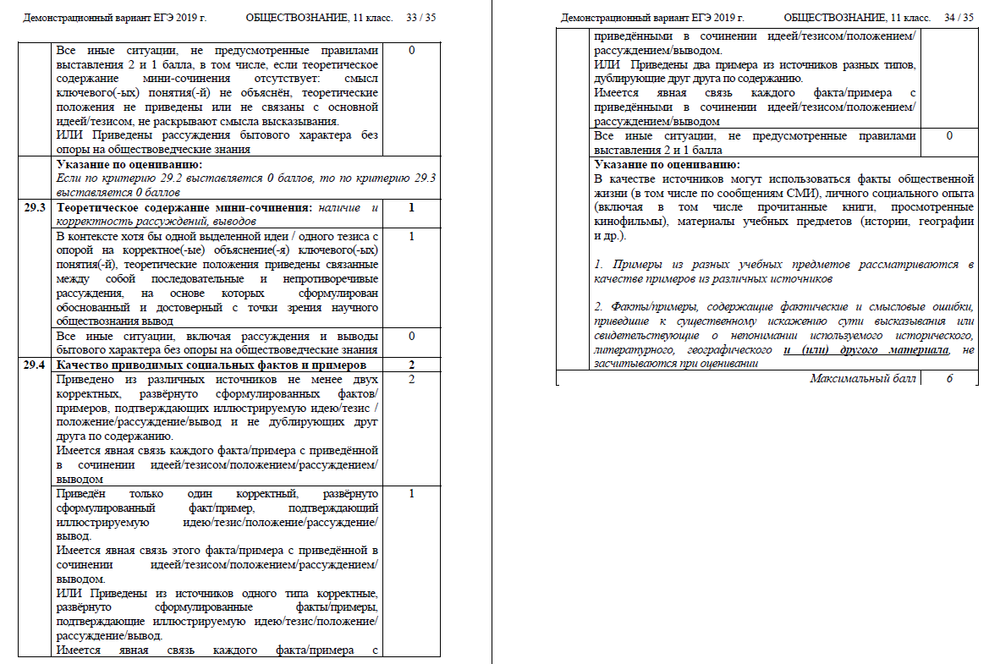 Демонстрационный вариант ЕГЭ 2019 г. ОБЩЕСТВОЗНАНИЕ, 11 класс. 33 / 35
Все иные ситуации, не предусмотренные правилами 0
выставления 2 и 1 балла, в том числе, если теоретическое
содержание мини-сочинения отсутствует: смысл
ключевого(-ых) понятия(-й) не объяснён, теоретические
положения не приведены или не связаны с основной
идеей/тезисом, не раскрывают смысла высказывания.
ИЛИ Приведены рассуждения бытового характера без
опоры на обществоведческие знания
Указание по оцениванию:
Если по критерию 29.2 выставляется 0 баллов, то по критерию 29.3
выставляется 0 баллов
29.3 Теоретическое содержание мини-сочинения: наличие и 1
корректность рассуждений, выводов
В контексте хотя бы одной выделенной идеи / одного тезиса с 1
опорой на корректное(-ые) объяснение(-я) ключевого(-ых)
понятия(-й), теоретические положения приведены связанные
между собой последовательные и непротиворечивые
рассуждения, на основе которых сформулирован
обоснованный и достоверный с точки зрения научного
обществознания вывод
Все иные ситуации, включая рассуждения и выводы 0
бытового характера без опоры на обществоведческие знания
29.4 Качество приводимых социальных фактов и примеров 2
Приведено из различных источников не менее двух 2
корректных, развёрнуто сформулированных фактов/
примеров, подтверждающих иллюстрируемую идею/тезис /
положение/рассуждение/вывод и не дублирующих друг
друга по содержанию.
Имеется явная связь каждого факта/примера с приведённой
в сочинении идеей/тезисом/положением/рассуждением/
выводом
Приведён только один корректный, развёрнуто 1
сформулированный факт/пример, подтверждающий
иллюстрируемую идею/тезис/положение/рассуждение/
вывод.
Имеется явная связь этого факта/примера с приведённой в
сочинении идеей/тезисом/положением/рассуждением/
выводом.
ИЛИ Приведены из источников одного типа корректные,
развёрнуто сформулированные факты/примеры,
подтверждающие иллюстрируемую идею/тезис/положение/
рассуждение/вывод.
Имеется явная связь каждого факта/примера с
Демонстрационный вариант ЕГЭ 2019 г. ОБЩЕСТВОЗНАНИЕ, 11 класс. 34 / 35
приведёнными в сочинении идеей/тезисом/положением/
рассуждением/выводом.
ИЛИ Приведены два примера из источников разных типов,
дублирующие друг друга по содержанию.
Имеется явная связь каждого факта/примера с
приведёнными в сочинении идеей/тезисом/положением/
рассуждением/выводом
Все иные ситуации, не предусмотренные правилами 0
выставления 2 и 1 балла
Указание по оцениванию:
В качестве источников могут использоваться факты общественной
жизни (в том числе по сообщениям СМИ), личного социального опыта
(включая в том числе прочитанные книги, просмотренные
кинофильмы), материалы учебных предметов (истории, географии
и др.).
1. Примеры из разных учебных предметов рассматриваются в
качестве примеров из различных источников
2. Факты/примеры, содержащие фактические и смысловые ошибки,
приведшие к существенному искажению сути высказывания или
свидетельствующие о непонимании используемого исторического,
литературного, географического и (или) другого материала, не
засчитываются при оценивании
Максимальный балл 6